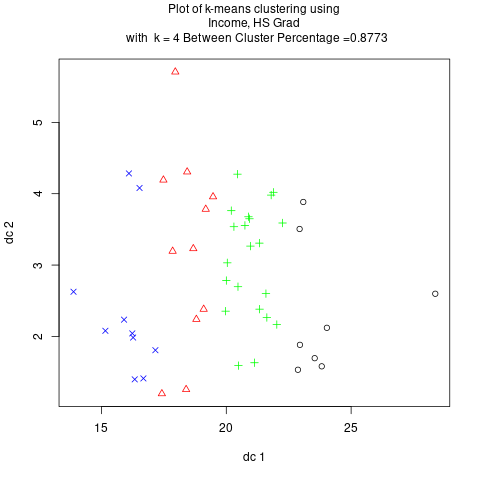 Plot of k-means clustering using
Income, HS Grad
with  k = 4 Between Cluster Percentage =0.8773
5
4
3
2
dc 2
15
20
25
dc 1